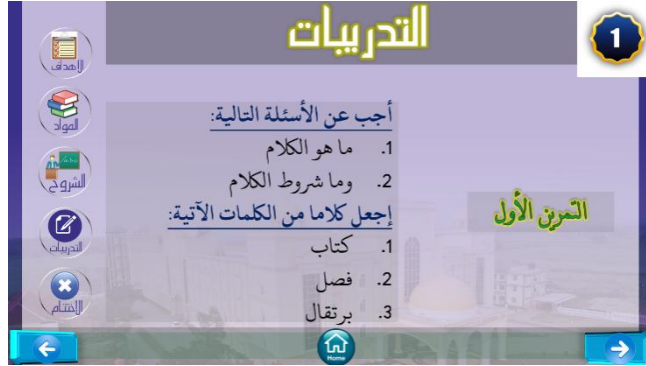 التدريبات
1
الأهداف
المواد
الشروح
التدريبات
الإختتام
أجب عن الأسئلة التالية:
1. ما هو الكلام
2. وما شروط الكلام
إجعل كلاما من الكلمات الآتية:
1. كتاب
2. فصل
3. برتقال
التمرين الأول
Home